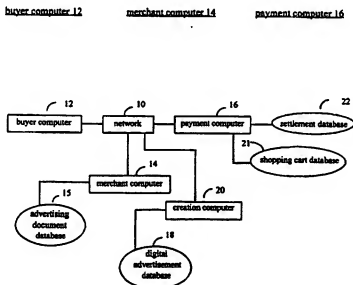 buyer computer 12 merchant computer 14 payment computer 16
22
12 10 16
buyer computer network payment computer settlement database
21
shopping cart database
14
merchant computer
15 20
creation computer
advertising
document
database
18
digital
advertisement
database